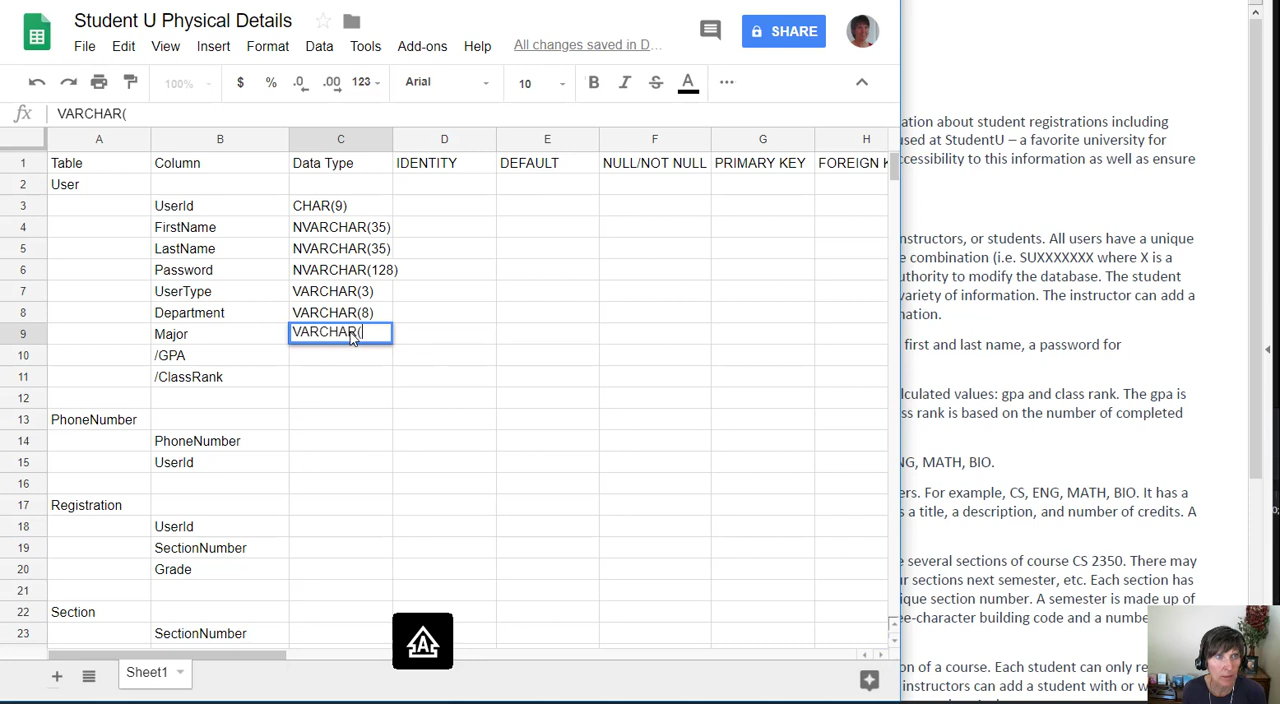 Student U Physical Details
File Edit View Insert Format Data Tools Add-ons Help All changes saved in D...
SHARE
100% $ % .0 .00 123 Arial 10 B I S A
fx VARCHAR(
A B C D E F G H
1 Table Column Data Type IDENTITY DEFAULT NULL/NOT NULL PRIMARY KEY FOREIGN K
2 User
3 UserId CHAR(9)
4 FirstName NVARCHAR(35)
5 LastName NVARCHAR(35)
6 Password NVARCHAR(128)
7 UserType VARCHAR(3)
8 Department VARCHAR(8)
9 Major VARCHAR(
10 /GPA
11 /ClassRank
12
13 PhoneNumber
14 PhoneNumber
15 UserId
16
17 Registration
18 UserId
19 SectionNumber
20 Grade
21
22 Section
23 SectionNumber
Sheet1
A
ation about student registrations including
used at StudentU – a favorite university for
ccessibility to this information as well as ensure
nstructors, or students. All users have a unique
e combination (i.e. SUXXXXXXX where X is a
uthority to modify the database. The student
variety of information. The instructor can add a
mation.
first and last name, a password for
lculated values: gpa and class rank. The gpa is
ss rank is based on the number of completed
NG, MATH, BIO.
ers. For example, CS, ENG, MATH, BIO. It has a
s a title, a description, and number of credits. A
e several sections of course CS 2350. There may
ur sections next semester, etc. Each section has
ique section number. A semester is made up of
ee-character building code and a numbe
on of a course. Each student can only re
instructors can add a student with or w